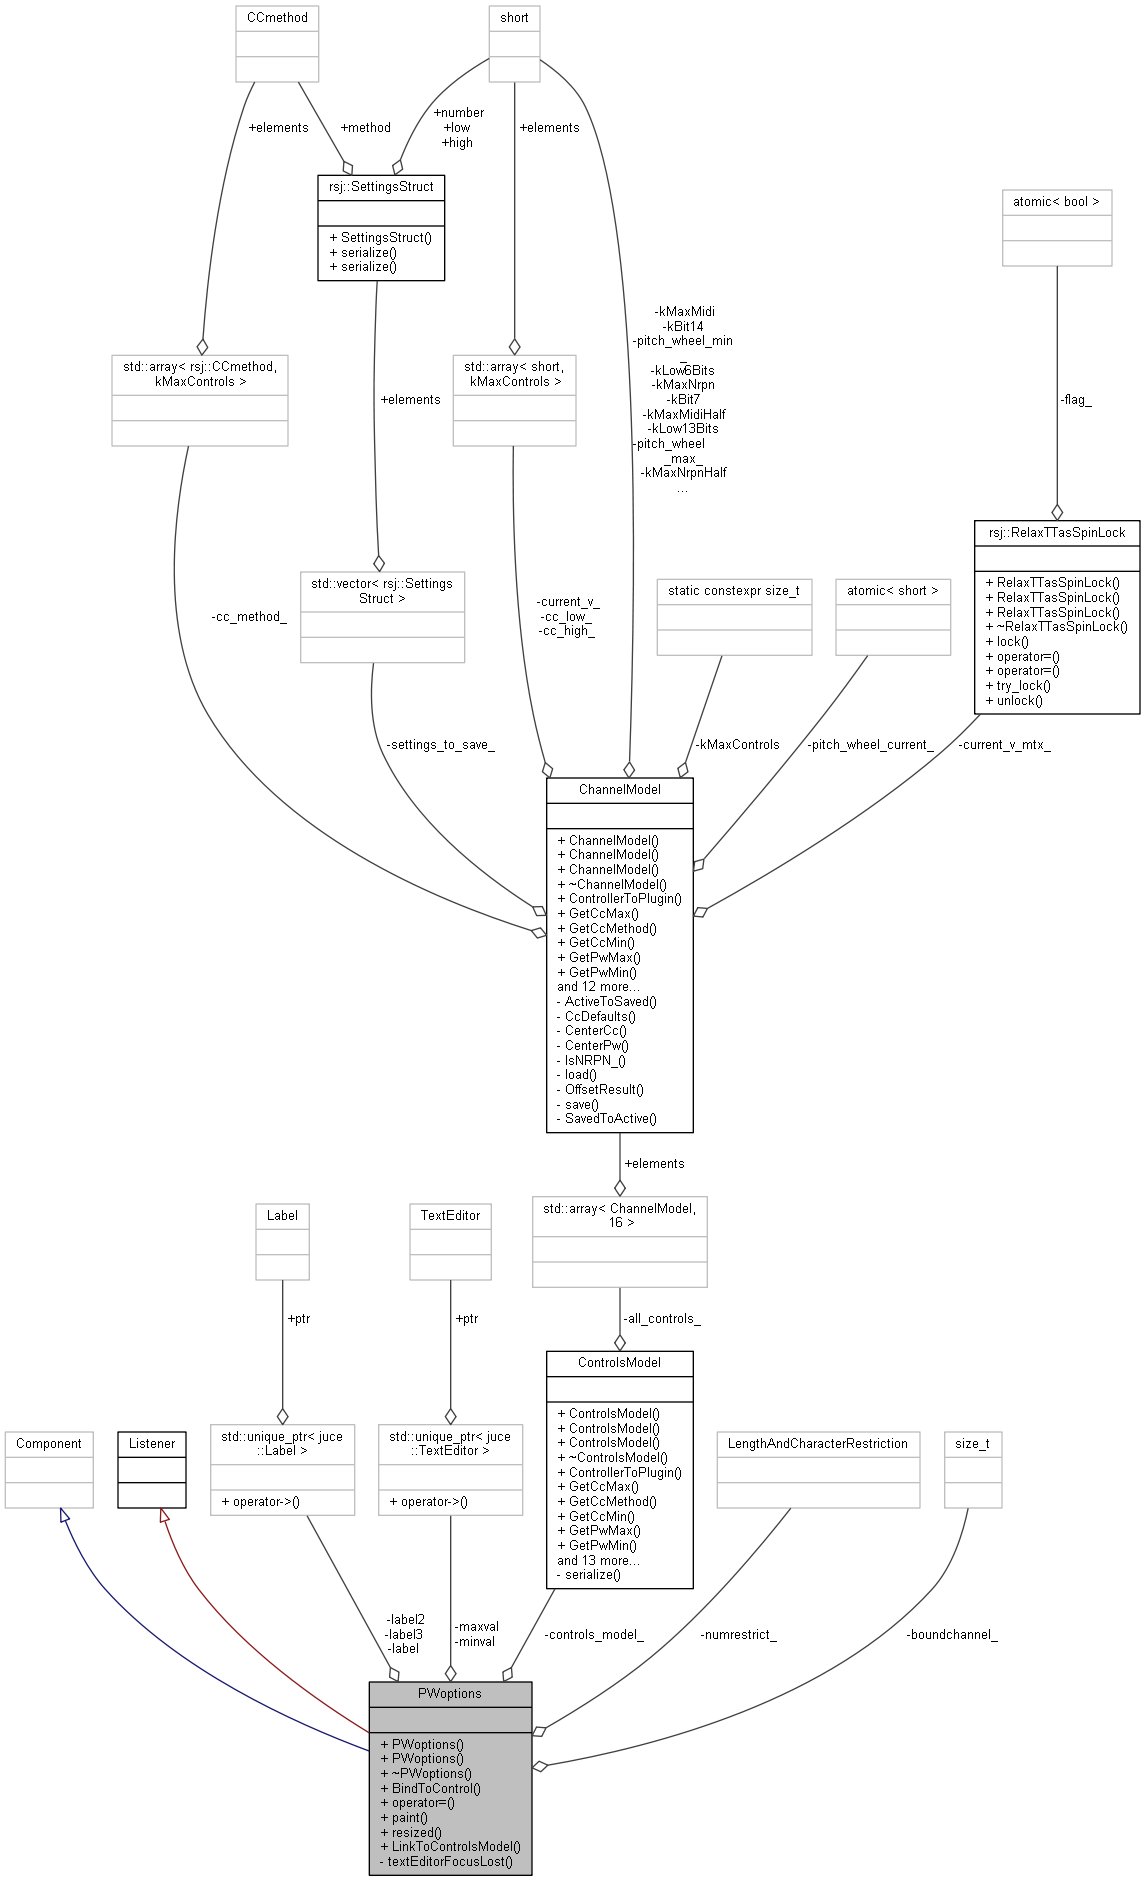 CCmethod
short
+elements
+method
+number
+low
+high
+elements
rsj::SettingsStruct
+ SettingsStruct()
+ serialize()
+ serialize()
atomic< bool >
-kMaxMidi
-kBit14
-pitch_wheel_min
_
-kLow6Bits
-kMaxNrpn
-kBit7
-kMaxMidiHalf
-kLow13Bits
-pitch_wheel
_max_
-kMaxNrpnHalf
...
std::array< rsj::CCmethod,
kMaxControls >
+elements
std::array< short,
kMaxControls >
-flag_
rsj::RelaxTTasSpinLock
+ RelaxTTasSpinLock()
+ RelaxTTasSpinLock()
+ RelaxTTasSpinLock()
+ ~RelaxTTasSpinLock()
+ lock()
+ operator=()
+ operator=()
+ try_lock()
+ unlock()
std::vector< rsj::Settings
Struct >
static constexpr size_t
atomic< short >
-cc_method_
-current_v_
-cc_low_
-cc_high_
-settings_to_save_
-kMaxControls
-pitch_wheel_current_
-current_v_mtx_
ChannelModel
+ ChannelModel()
+ ChannelModel()
+ ChannelModel()
+ ~ChannelModel()
+ ControllerToPlugin()
+ GetCcMax()
+ GetCcMethod()
+ GetCcMin()
+ GetPwMax()
+ GetPwMin()
and 12 more...
- ActiveToSaved()
- CcDefaults()
- CenterCc()
- CenterPw()
- IsNRPN_()
- load()
- OffsetResult()
- save()
- SavedToActive()
+elements
Label
TextEditor
std::array< ChannelModel,
16 >
+ptr
+ptr
-all_controls_
ControlsModel
+ ControlsModel()
+ ControlsModel()
+ ControlsModel()
+ ~ControlsModel()
+ ControllerToPlugin()
+ GetCcMax()
+ GetCcMethod()
+ GetCcMin()
+ GetPwMax()
+ GetPwMin()
and 13 more...
- serialize()
Component
Listener
std::unique_ptr< juce
::Label >
+ operator->()
std::unique_ptr< juce
::TextEditor >
+ operator->()
LengthAndCharacterRestriction
size_t
-label2
-label3
-label
-maxval
-minval
-controls_model_
-numrestrict_
-boundchannel_
PWoptions
+ PWoptions()
+ PWoptions()
+ ~PWoptions()
+ BindToControl()
+ operator=()
+ paint()
+ resized()
+ LinkToControlsModel()
- textEditorFocusLost()